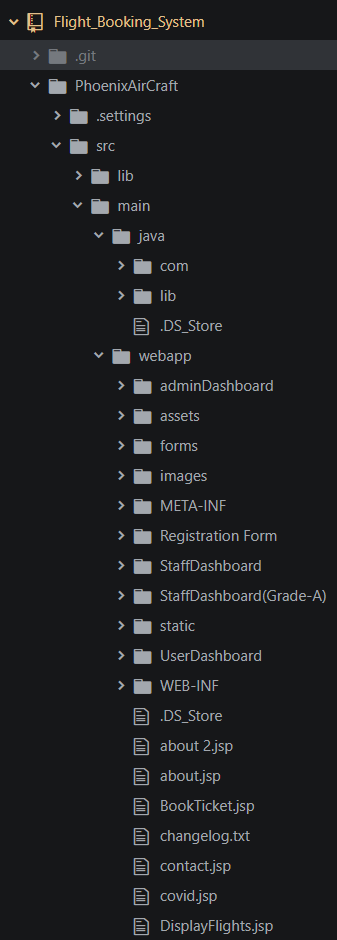 Flight_Booking_System
.git
PhoenixAirCraft
.settings
src
lib
main
java
com
lib
.DS_Store
webapp
adminDashboard
assets
forms
images
META-INF
Registration Form
StaffDashboard
StaffDashboard(Grade-A)
static
UserDashboard
WEB-INF
.DS_Store
about 2.jsp
about.jsp
BookTicket.jsp
changelog.txt
contact.jsp
covid.jsp
DisplayFlights.jsp